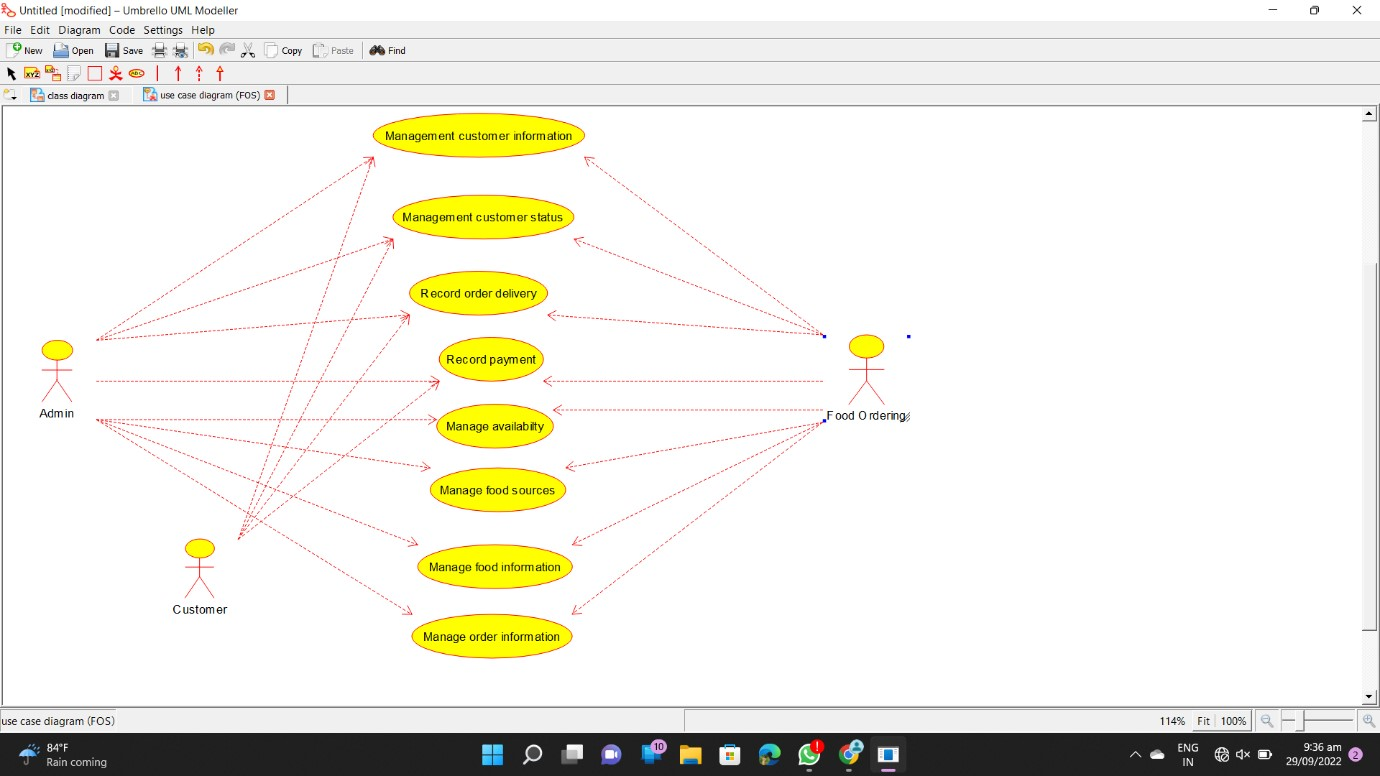 Untitled [modified] – Umbrello UML Modeller
File Edit Diagram Code Settings Help
New Open Save Copy Paste Find
XYZ ABC
class diagram use case diagram (FOS)
Management customer information
Management customer status
Record order delivery
Record payment
Admin
Food Ordering
Manage availabilty
Manage food sources
Manage food information
Customer
Manage order information
use case diagram (FOS) 114% Fit 100%
84°F
Rain coming
10
ENG
IN
9:36 am
29/09/2022
2